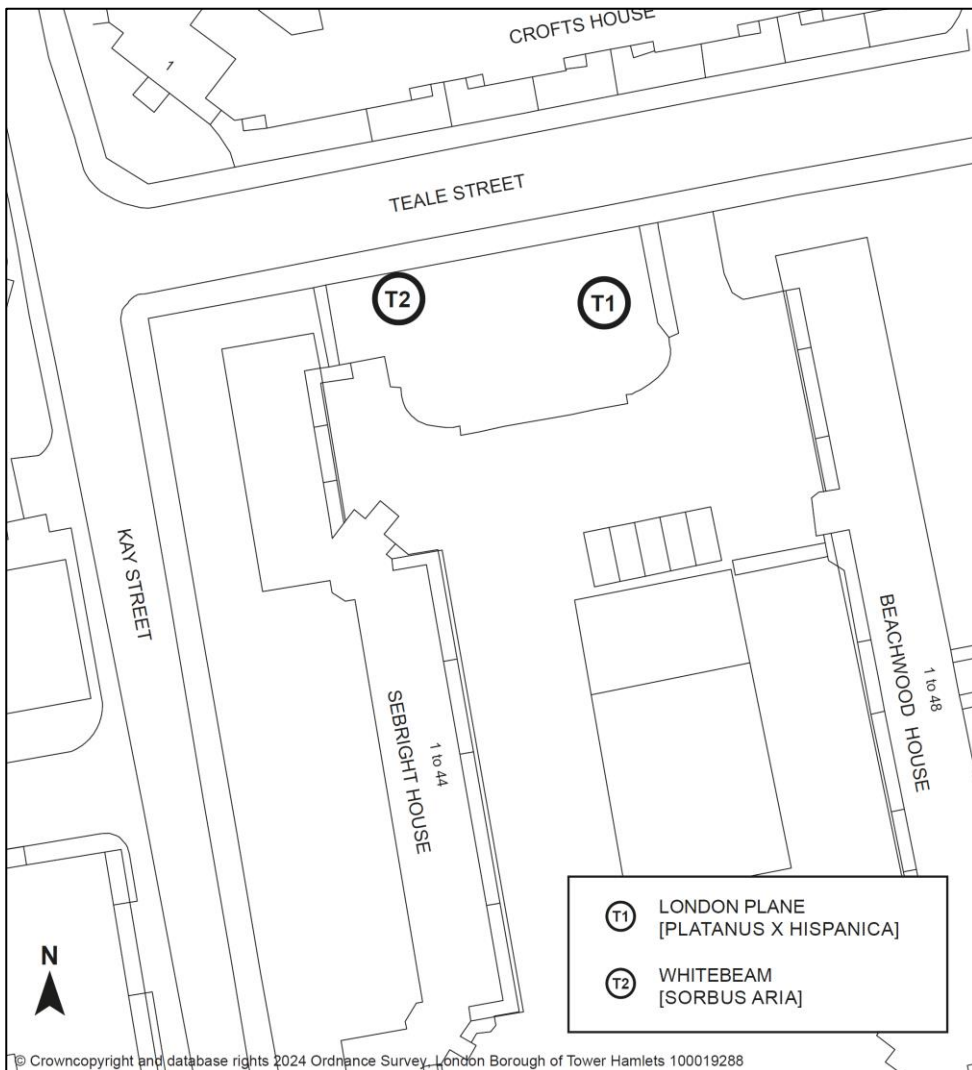 CROFTS HOUSE
1
TEALE STREET
T2
T1
KAY STREET
SEBRIGHT HOUSE
1 to 44
BEACHWOOD HOUSE
1 to 48
T1 LONDON PLANE
[PLATANUS X HISPANICA]
T2 WHITEBEAM
[SORBUS ARIA]
N
© Crowncopyright and database rights 2024 Ordnance Survey, London Borough of Tower Hamlets 100019288